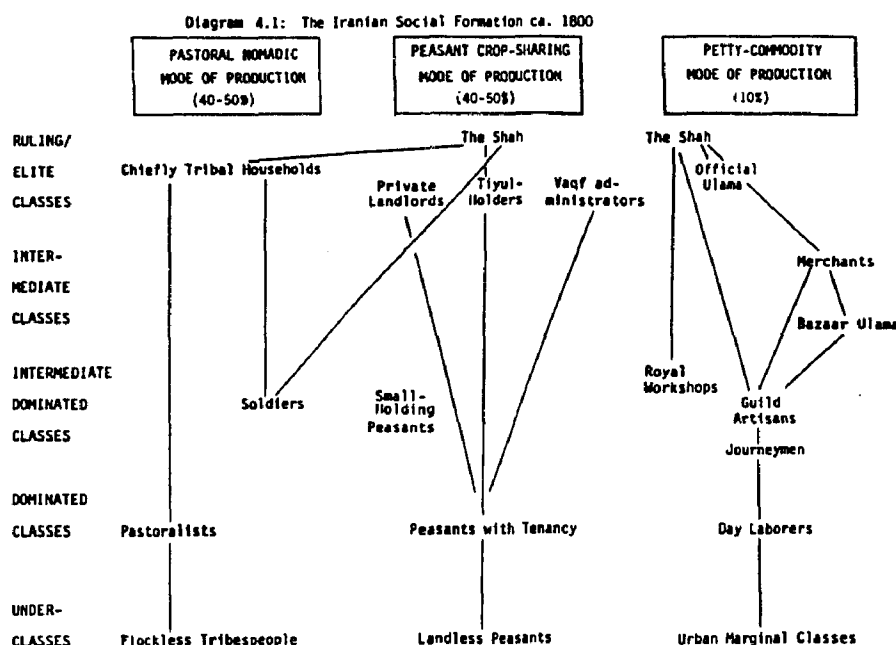 Diagram 4.1: The Iranian Social Formation ca. 1800
PASTORAL NOMADIC
MODE OF PRODUCTION
(40-50%)
PEASANT CROP-SHARING
MODE OF PRODUCTION
(40-50%)
PETTY-COMMODITY
MODE OF PRODUCTION
(10%)
RULING/
ELITE
CLASSES
The Shah
The Shah
Chiefly Tribal Households
Official
Ulama
Private
Landlords
Tiyul-
Holders
Vaqf ad-
ministrators
INTER-
MEDIATE
CLASSES
Merchants
Bazaar Ulama
INTERMEDIATE
DOMINATED
CLASSES
Soldiers
Small-
Holding
Peasants
Royal
Workshops
Guild
Artisans
Journeymen
DOMINATED
CLASSES
Pastoralists
Peasants with Tenancy
Day Laborers
UNDER-
CLASSES
Flockless Tribespeople
Landless Peasants
Urban Marginal Classes